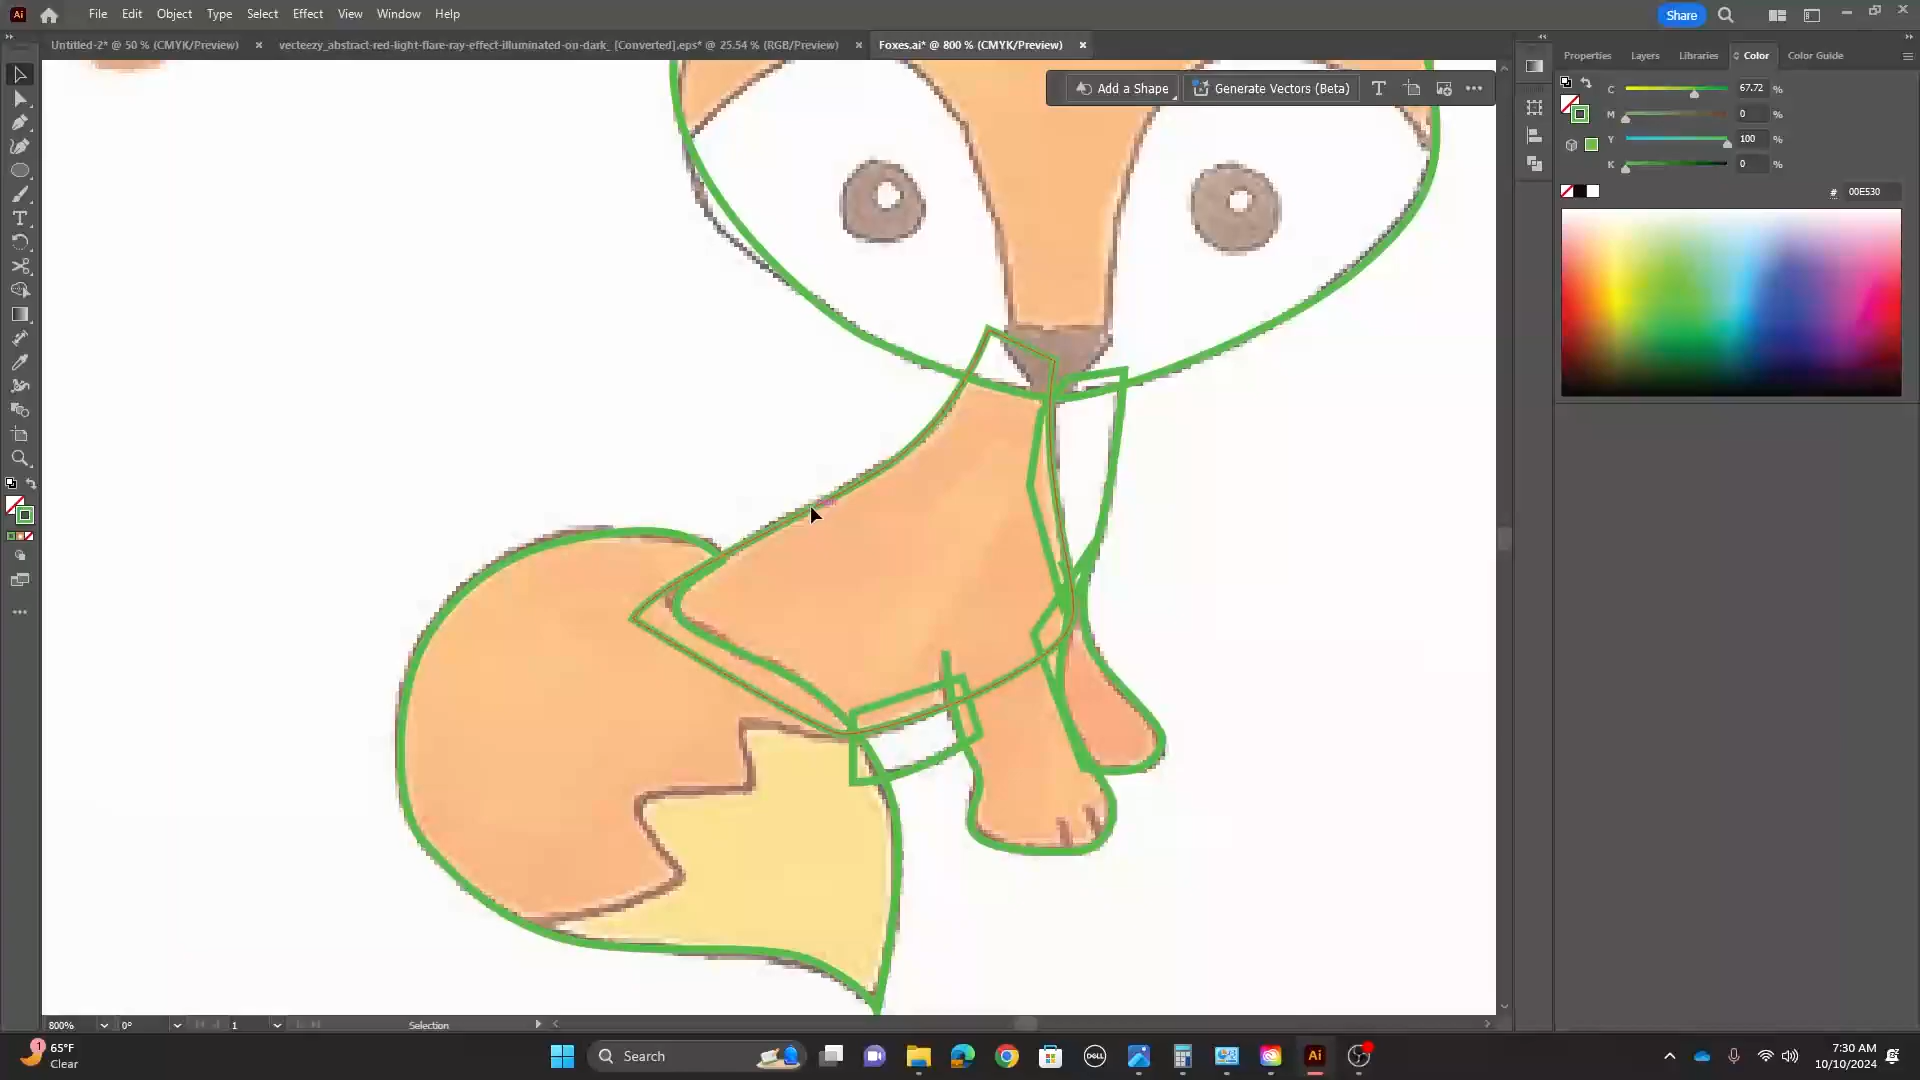 Ai File Edit Object Type Select Effect View Window Help Share
Untitled-2* @ 50 % (CMYK/Preview) × vecteezy_abstract-red-light-flare-ray-effect-illuminated-on-dark_ [Converted].eps* @ 25.54 % (RGB/Preview) × Foxes.ai* @ 800 % (CMYK/Preview) ×
Properties Layers Libraries Color Color Guide
Add a Shape Generate Vectors (Beta)
C 67.72 %
M 0 %
Y 100 %
K 0 %
# 00E530
800% 0° 1 Selection
65°F
Clear
Search
DELL
Ai
7:30 AM
10/10/2024